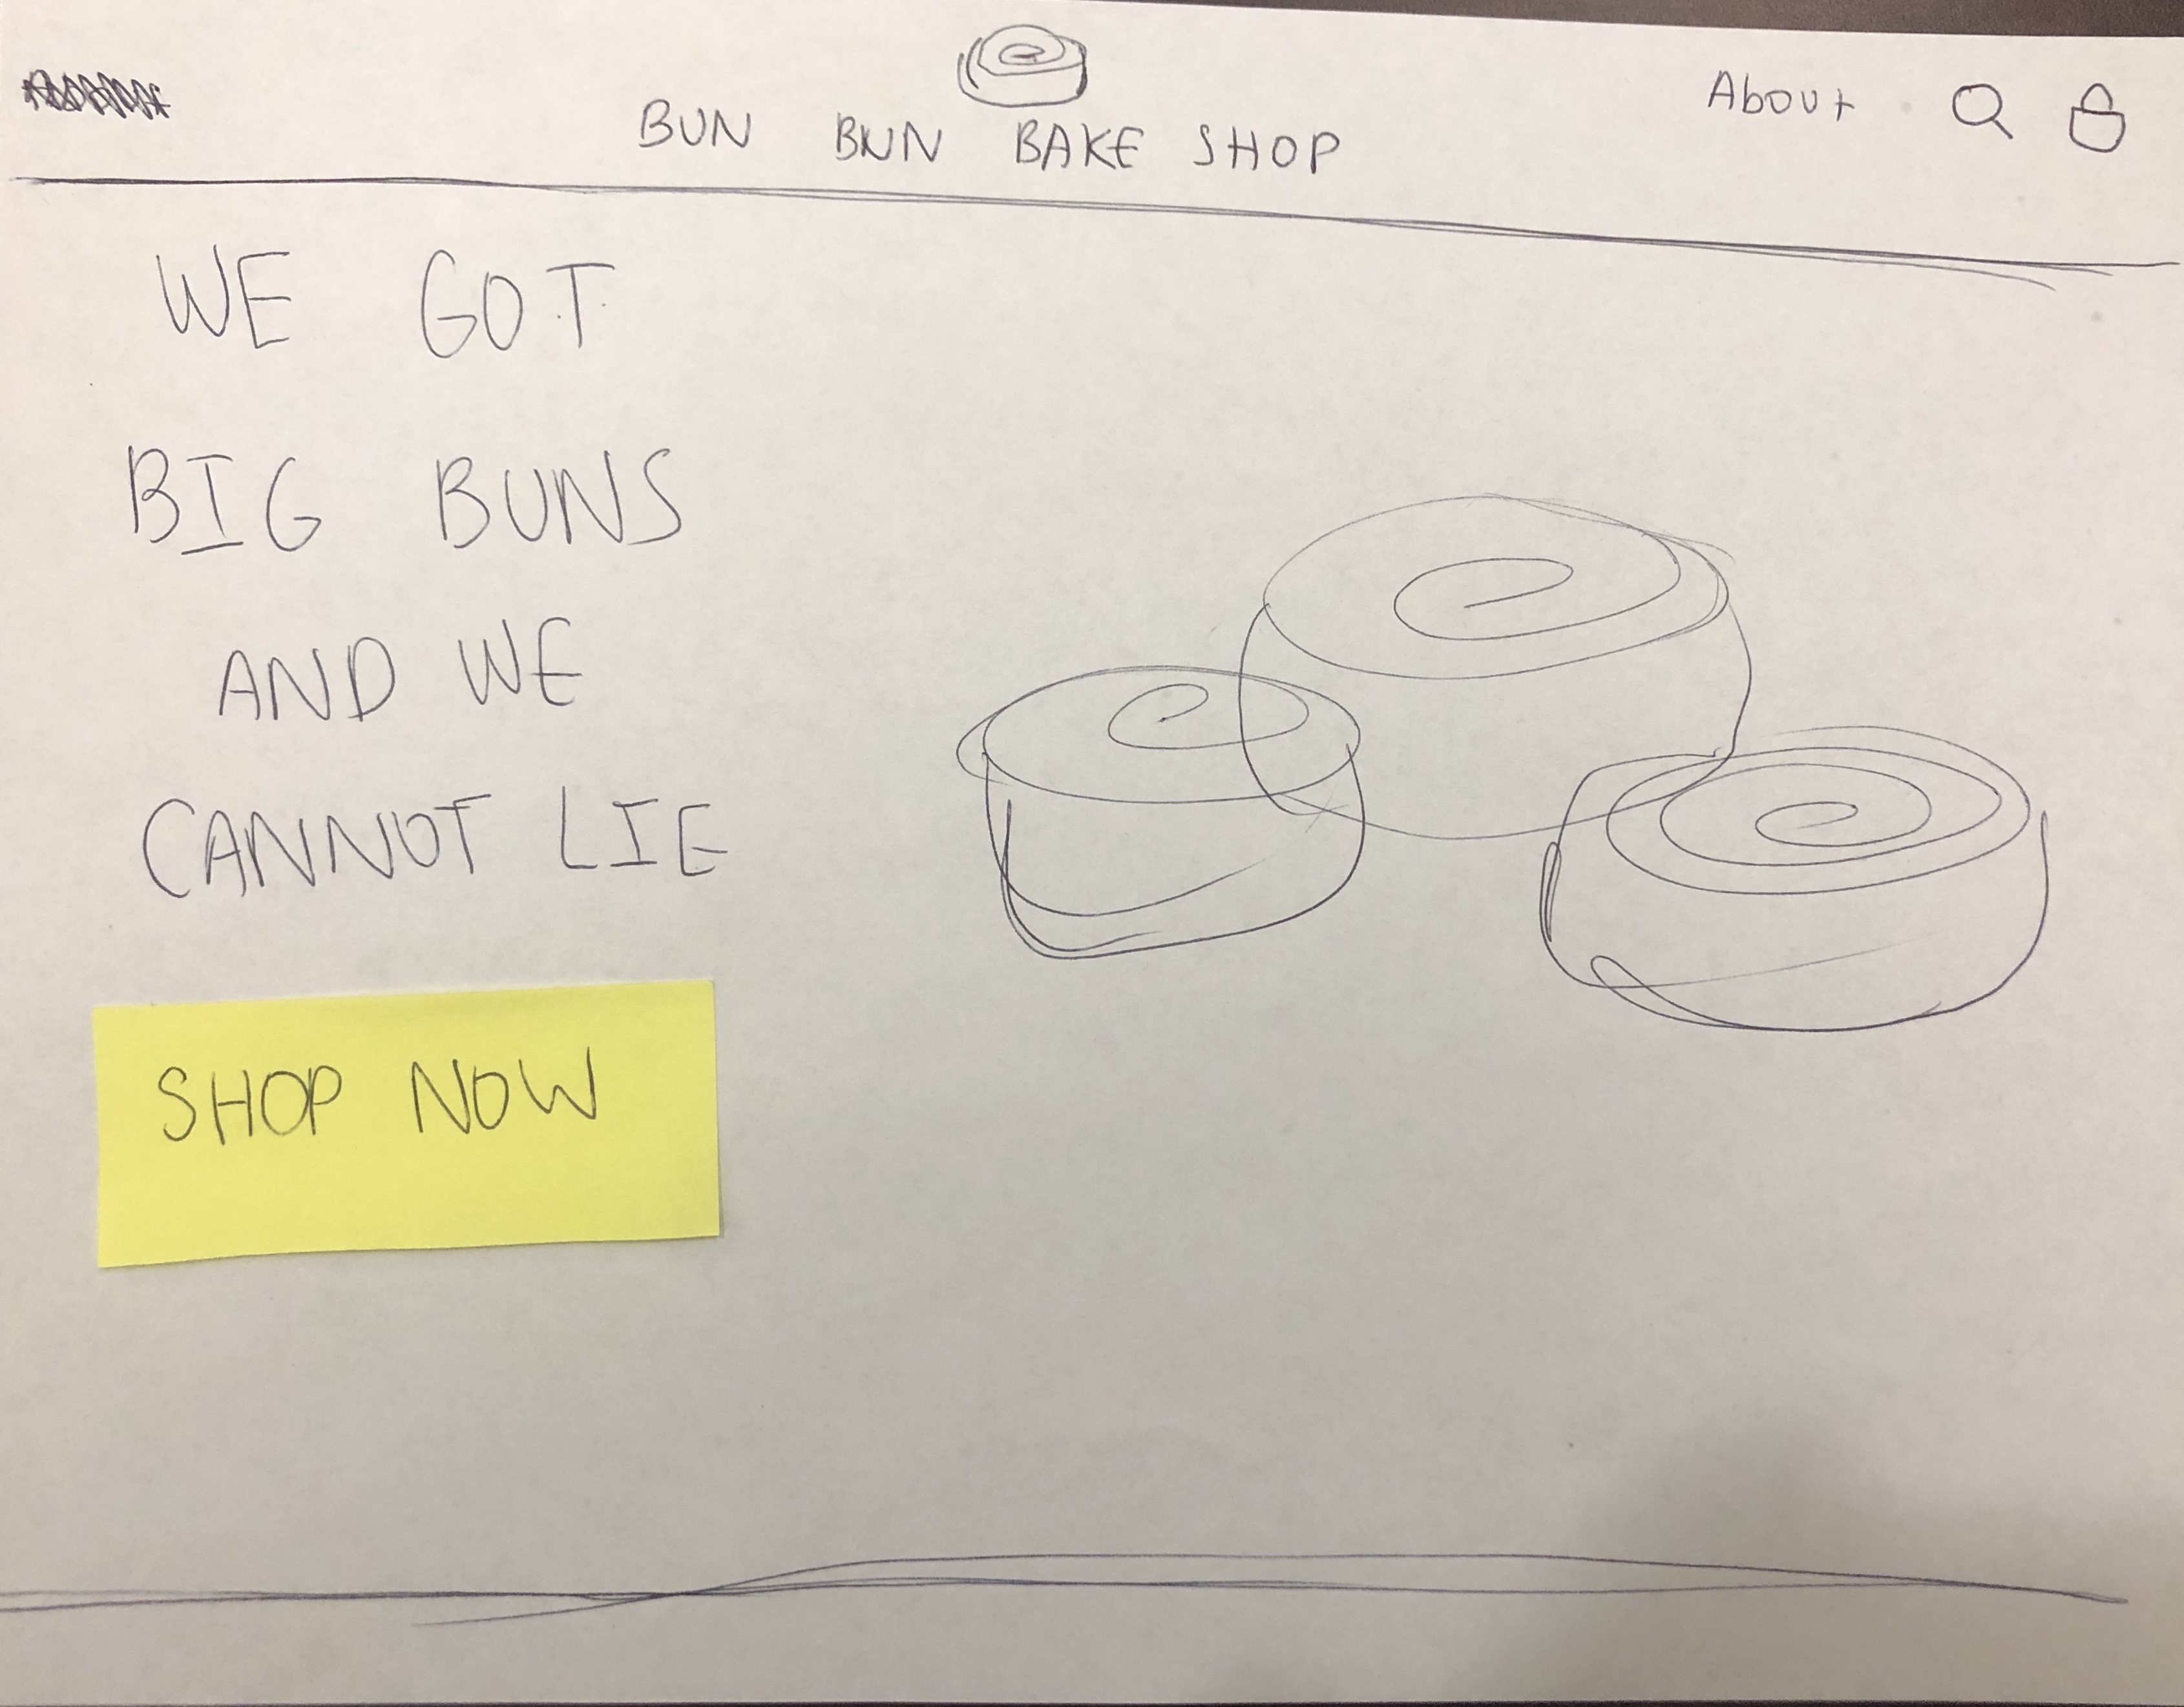 BUN BUN BAKE SHOP
About
WE GOT
BIG BUNS
AND WE
CANNOT LIE
SHOP NOW